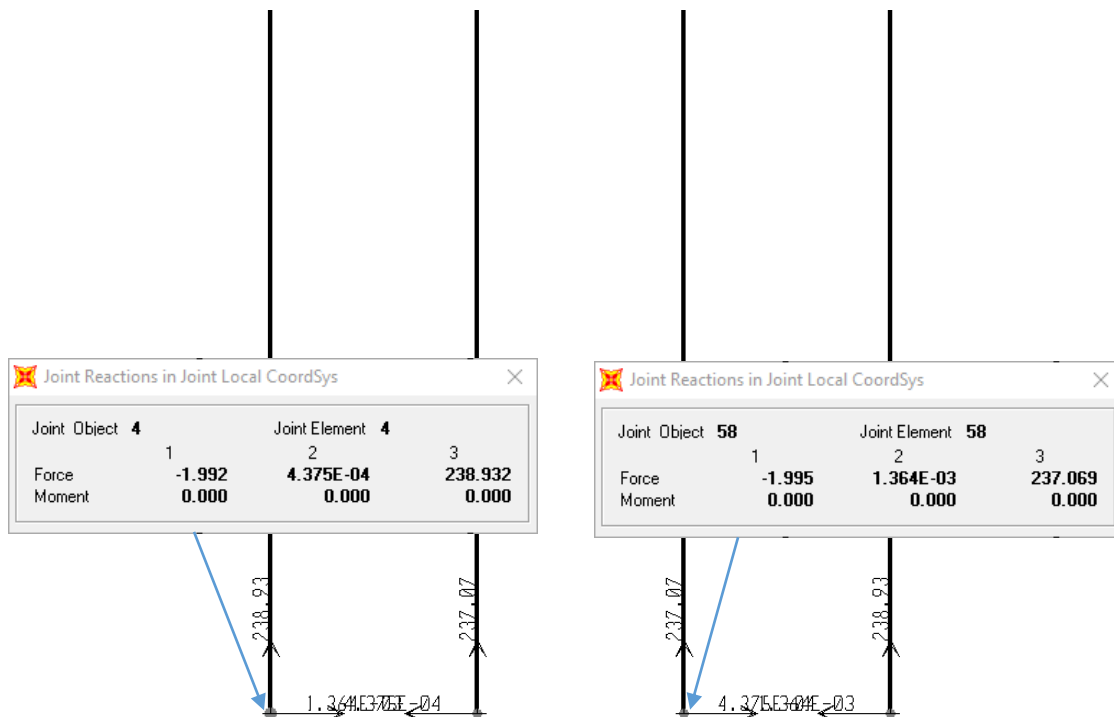 Joint Reactions in Joint Local CoordSys
Joint Object 4 Joint Element 4
1 2 3
Force -1.992 4.375E-04 238.932
Moment 0.000 0.000 0.000
Joint Reactions in Joint Local CoordSys
Joint Object 58 Joint Element 58
1 2 3
Force -1.995 1.364E-03 237.069
Moment 0.000 0.000 0.000
238.93
237.07
237.07
238.93